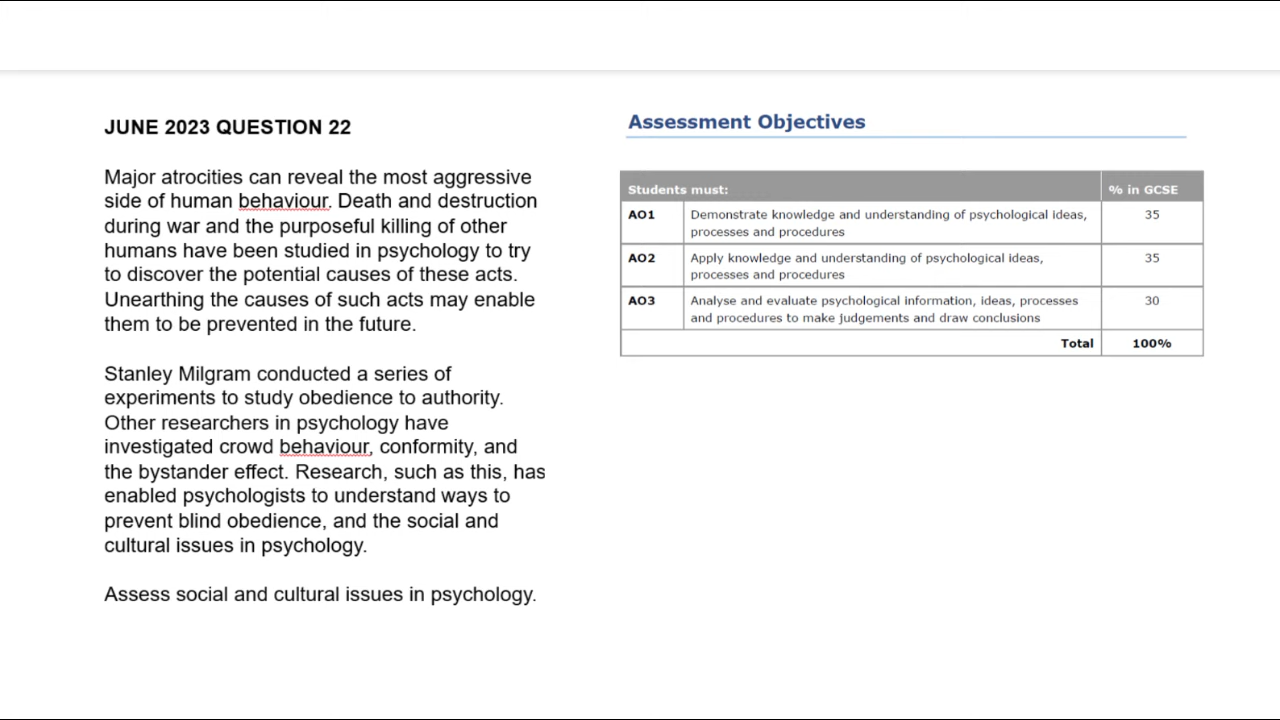 JUNE 2023 QUESTION 22
Major atrocities can reveal the most aggressive
side of human behaviour. Death and destruction
during war and the purposeful killing of other
humans have been studied in psychology to try
to discover the potential causes of these acts.
Unearthing the causes of such acts may enable
them to be prevented in the future.
Stanley Milgram conducted a series of
experiments to study obedience to authority.
Other researchers in psychology have
investigated crowd behaviour, conformity, and
the bystander effect. Research, such as this, has
enabled psychologists to understand ways to
prevent blind obedience, and the social and
cultural issues in psychology.
Assess social and cultural issues in psychology.
Assessment Objectives
Students must: % in GCSE
AO1 Demonstrate knowledge and understanding of psychological ideas, 35
processes and procedures
AO2 Apply knowledge and understanding of psychological ideas, 35
processes and procedures
AO3 Analyse and evaluate psychological information, ideas, processes 30
and procedures to make judgements and draw conclusions
Total 100%